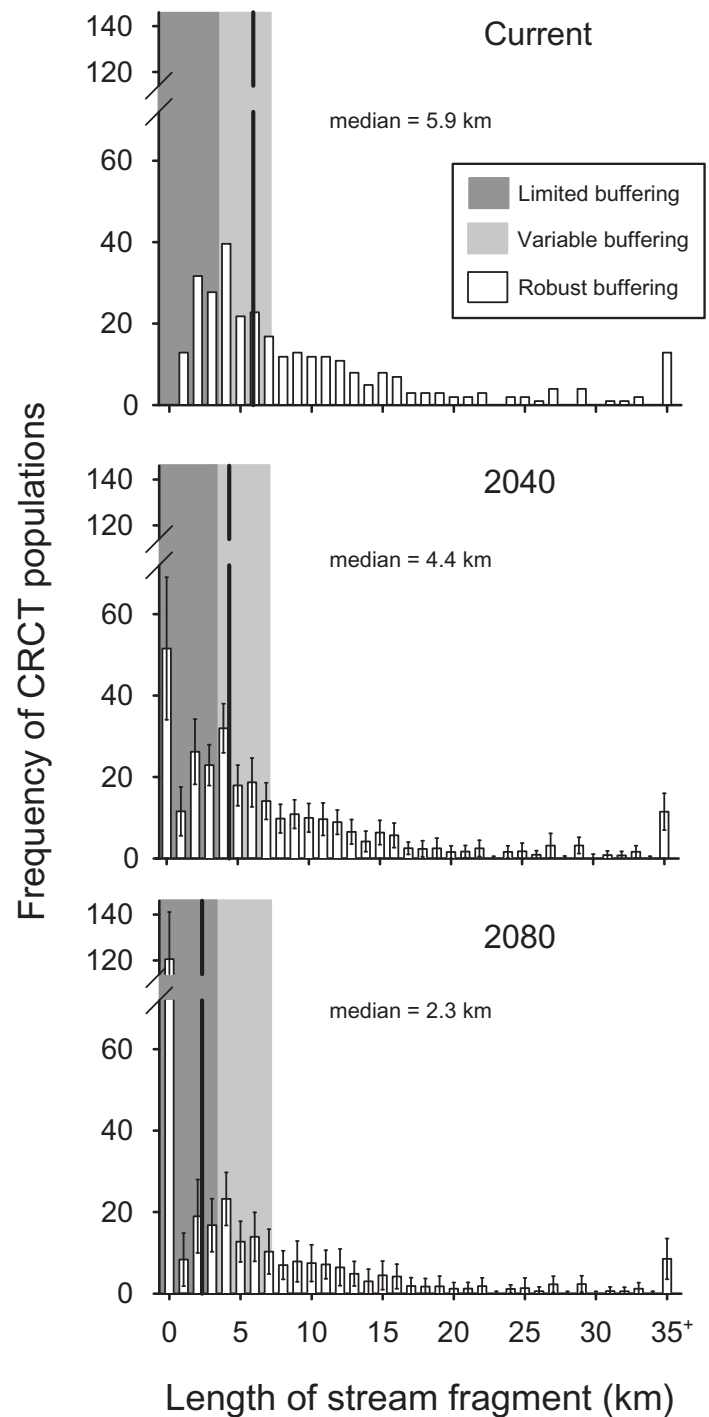 Frequency of CRCT populations
Current
median = 5.9 km
140
120
60
40
20
0
Limited buffering
Variable buffering
Robust buffering
2040
median = 4.4 km
140
120
60
40
20
0
2080
median = 2.3 km
140
120
60
40
20
0
0 5 10 15 20 25 30 35+
Length of stream fragment (km)